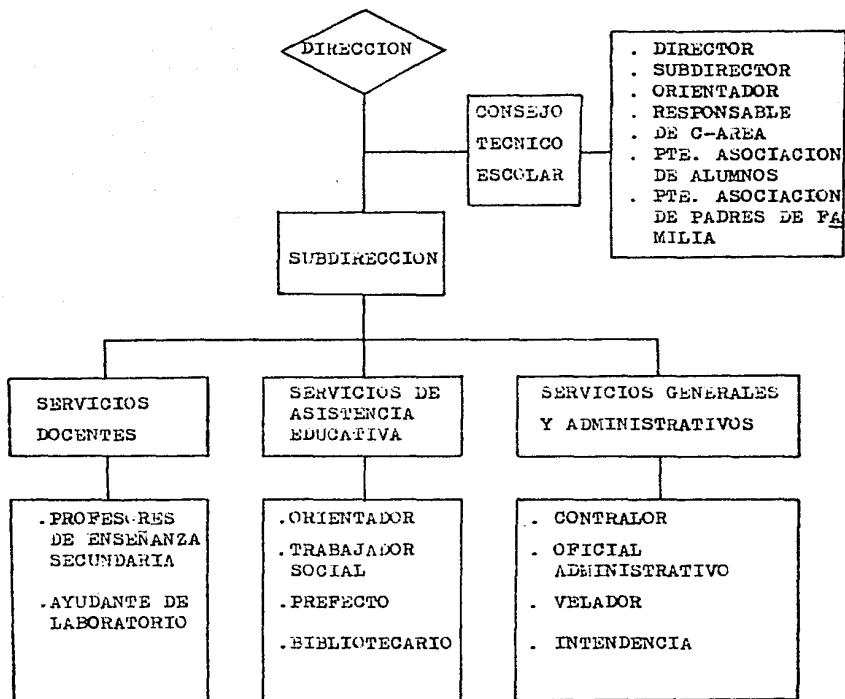 DIRECCION
CONSEJO
TECNICO
ESCOLAR
. DIRECTOR
. SUBDIRECTOR
. ORIENTADOR
. RESPONSABLE
. DE C-AREA
. PTE. ASOCIACION
DE ALUMNOS
. PTE. ASOCIACION
DE PADRES DE FA
MILIA
SUBDIRECCION
SERVICIOS
DOCENTES
SERVICIOS DE
ASISTENCIA
EDUCATIVA
SERVICIOS GENERALES
Y ADMINISTRATIVOS
.PROFESORES
DE ENSEÑANZA
SECUNDARIA
.AYUDANTE DE
LABORATORIO
.ORIENTADOR
.TRABAJADOR
SOCIAL
.PREFECTO
.BIBLIOTECARIO
. CONTRALOR
. OFICIAL
ADMINISTRATIVO
. VELADOR
. INTENDENCIA